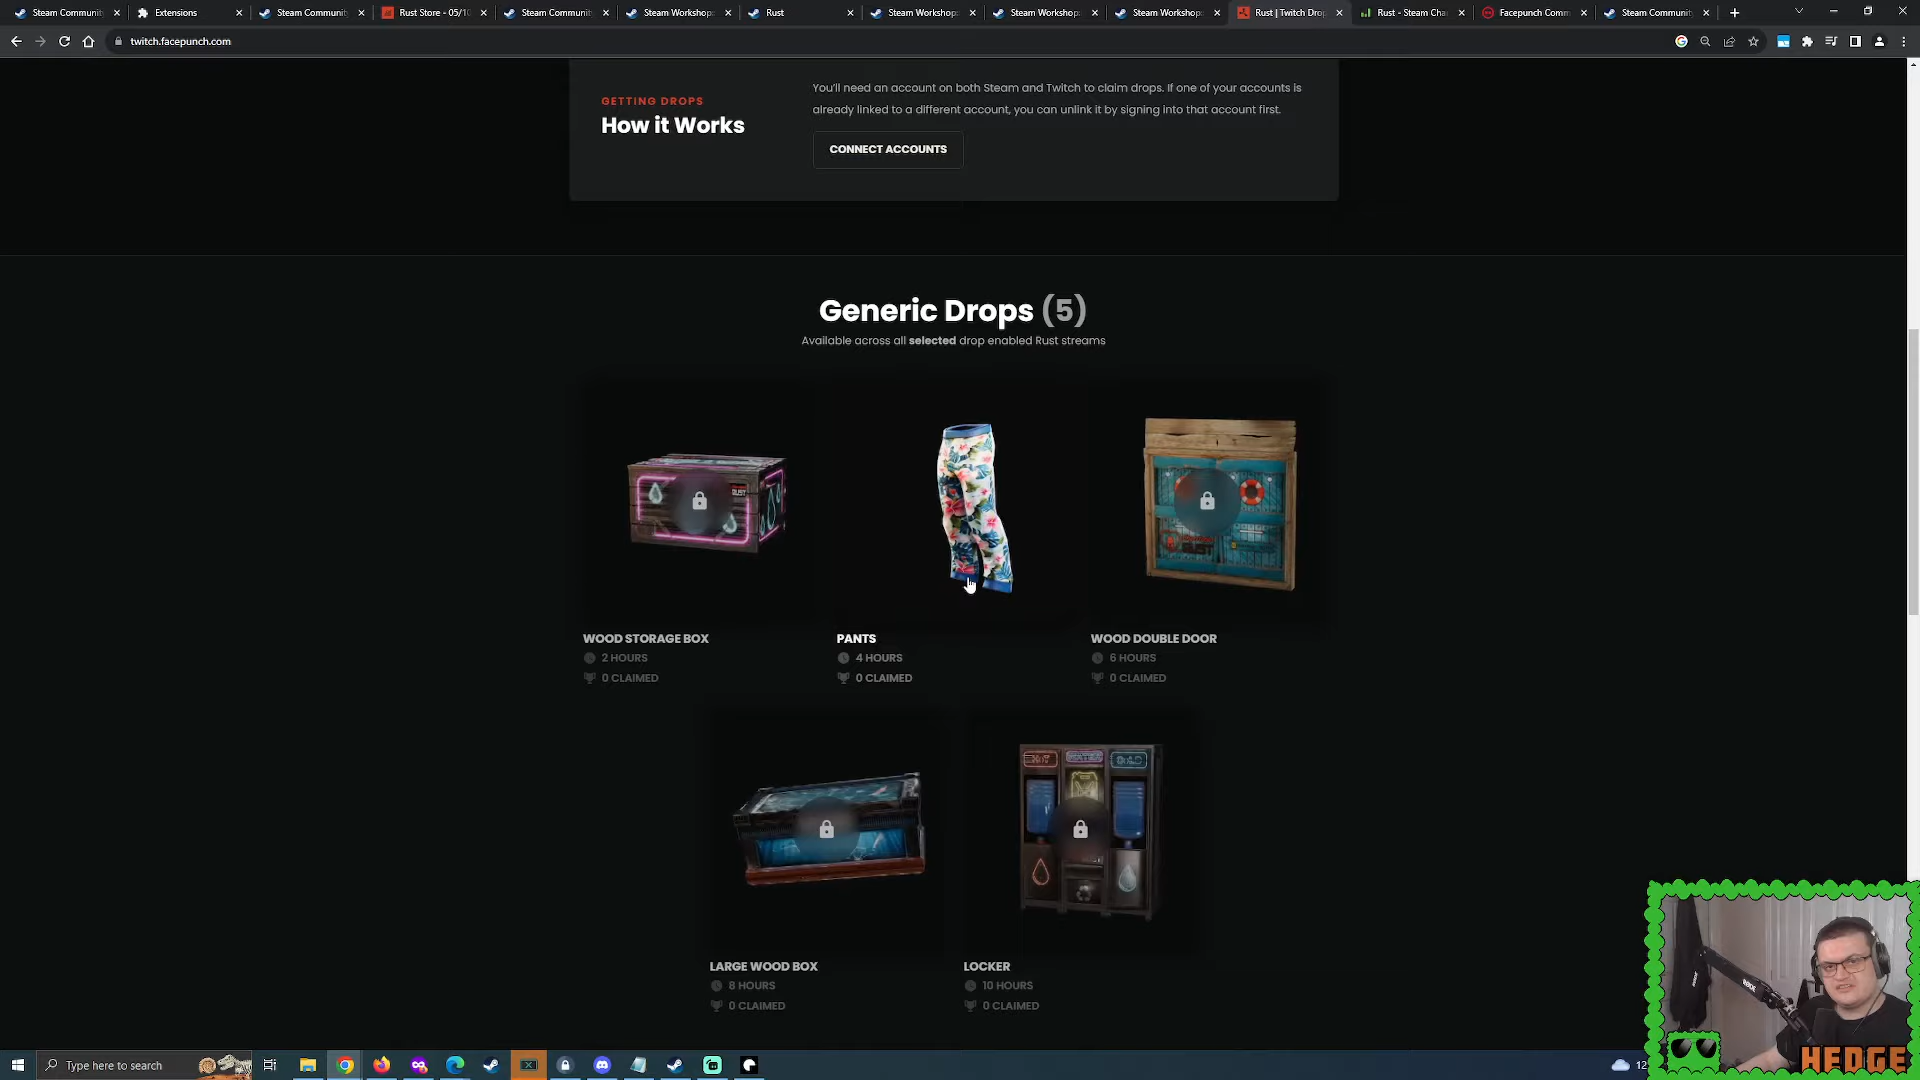 Steam Communit
Extensions
Steam Communit
Rust Store - 05/10
Steam Communit
Steam Workshop
Rust
Steam Workshop
Steam Workshop
Steam Workshop
Rust | Twitch Drop
Rust - Steam Cha
Facepunch Comm
Steam Communit
twitch.facepunch.com
GETTING DROPS
How it Works
You'll need an account on both Steam and Twitch to claim drops. If one of your accounts is
already linked to a different account, you can unlink it by signing into that account first.
CONNECT ACCOUNTS
Generic Drops (5)
Available across all selected drop enabled Rust streams
WOOD STORAGE BOX
2 HOURS
0 CLAIMED
PANTS
4 HOURS
0 CLAIMED
WOOD DOUBLE DOOR
6 HOURS
0 CLAIMED
HOT
WATER
COLD
LARGE WOOD BOX
8 HOURS
0 CLAIMED
LOCKER
10 HOURS
0 CLAIMED
RØDE
HEDGE
Type here to search
12